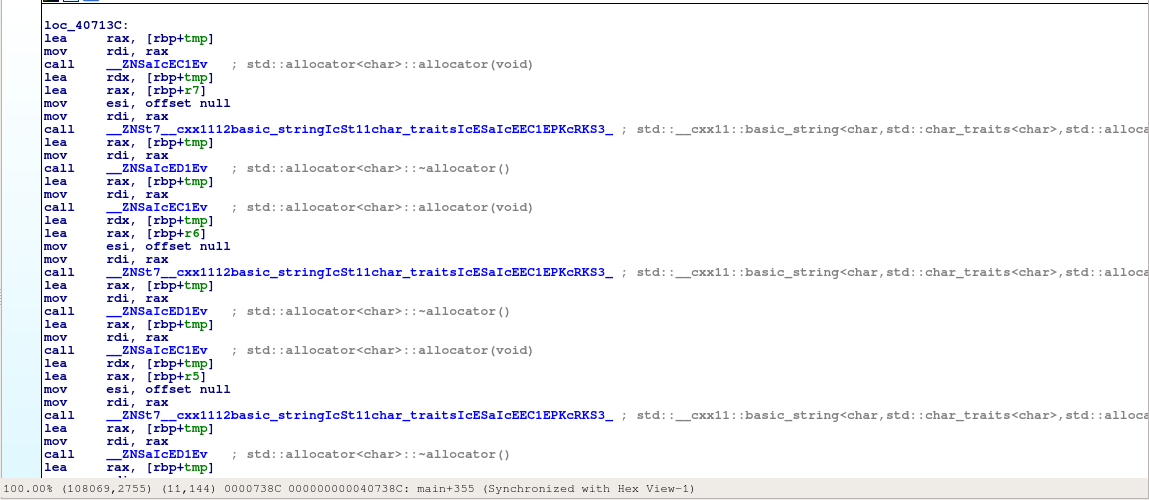 loc_40713C:
lea     rax, [rbp+tmp]
mov     rdi, rax
call    __ZNSaIcEC1Ev   ; std::allocator<char>::allocator(void)
lea     rdx, [rbp+tmp]
lea     rax, [rbp+r7]
mov     esi, offset null
mov     rdi, rax
call    __ZNSt7__cxx1112basic_stringIcSt11char_traitsIcESaIcEEC1EPKcRKS3_ ; std::__cxx11::basic_string<char,std::char_traits<char>,std::alloca
lea     rax, [rbp+tmp]
mov     rdi, rax
call    __ZNSaIcED1Ev   ; std::allocator<char>::~allocator()
lea     rax, [rbp+tmp]
mov     rdi, rax
call    __ZNSaIcEC1Ev   ; std::allocator<char>::allocator(void)
lea     rdx, [rbp+tmp]
lea     rax, [rbp+r6]
mov     esi, offset null
mov     rdi, rax
call    __ZNSt7__cxx1112basic_stringIcSt11char_traitsIcESaIcEEC1EPKcRKS3_ ; std::__cxx11::basic_string<char,std::char_traits<char>,std::alloca
lea     rax, [rbp+tmp]
mov     rdi, rax
call    __ZNSaIcED1Ev   ; std::allocator<char>::~allocator()
lea     rax, [rbp+tmp]
mov     rdi, rax
call    __ZNSaIcEC1Ev   ; std::allocator<char>::allocator(void)
lea     rdx, [rbp+tmp]
lea     rax, [rbp+r5]
mov     esi, offset null
mov     rdi, rax
call    __ZNSt7__cxx1112basic_stringIcSt11char_traitsIcESaIcEEC1EPKcRKS3_ ; std::__cxx11::basic_string<char,std::char_traits<char>,std::alloca
lea     rax, [rbp+tmp]
mov     rdi, rax
call    __ZNSaIcED1Ev   ; std::allocator<char>::~allocator()
lea     rax, [rbp+tmp]
100.00% (108069,2755) (11,144) 0000738C 000000000040738C: main+355 (Synchronized with Hex View-1)